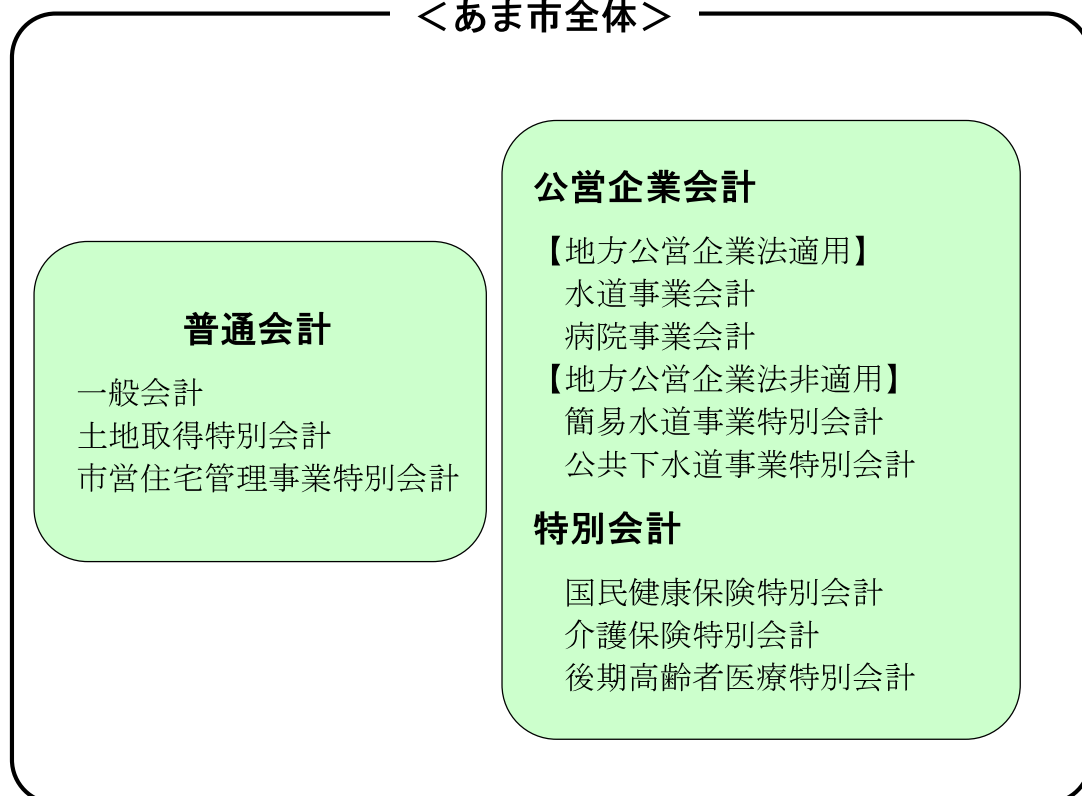 ＜あま市全体＞
普通会計
一般会計
土地取得特別会計
市営住宅管理事業特別会計
公営企業会計
【地方公営企業法適用】
水道事業会計
病院事業会計
【地方公営企業法非適用】
簡易水道事業特別会計
公共下水道事業特別会計
特別会計
国民健康保険特別会計
介護保険特別会計
後期高齢者医療特別会計